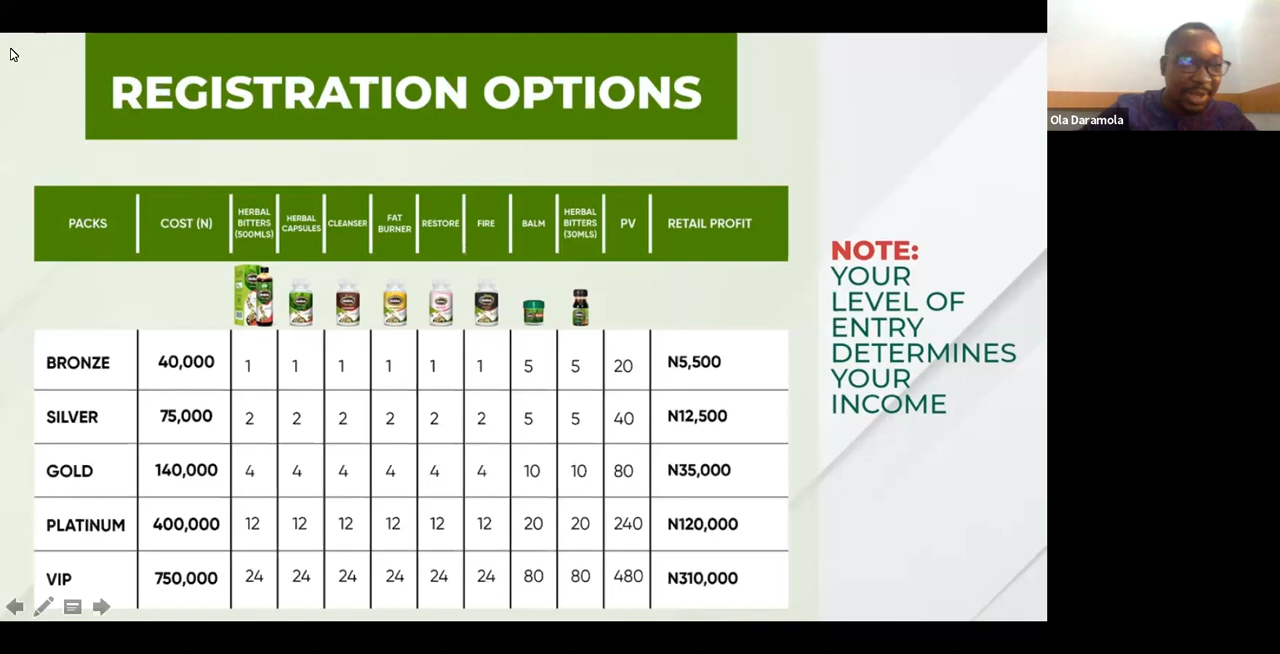 REGISTRATION OPTIONS
Ola Daramola
PACKS COST (N) HERBAL BITTERS (500MLS) HERBAL CAPSULES CLEANSER FAT BURNER RESTORE FIRE BALM HERBAL BITTERS (30MLS) PV RETAIL PROFIT
BRONZE 40,000 1 1 1 1 1 1 5 5 20 N5,500
SILVER 75,000 2 2 2 2 2 2 5 5 40 N12,500
GOLD 140,000 4 4 4 4 4 4 10 10 80 N35,000
PLATINUM 400,000 12 12 12 12 12 12 20 20 240 N120,000
VIP 750,000 24 24 24 24 24 24 80 80 480 N310,000
NOTE:
YOUR
LEVEL OF
ENTRY
DETERMINES
YOUR
INCOME